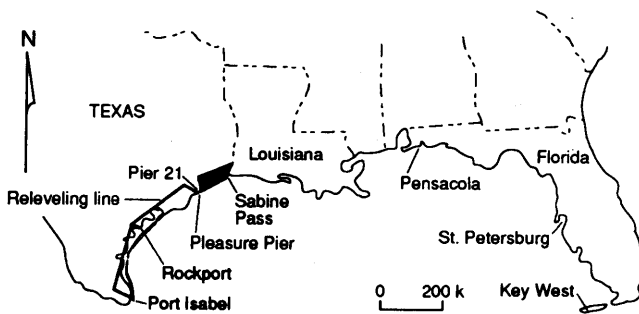 N
TEXAS
Pier 21
Louisiana
Releveling line
Sabine
Pass
Pensacola
Florida
Pleasure Pier
St. Petersburg
Rockport
Port Isabel
0 200 k
Key West